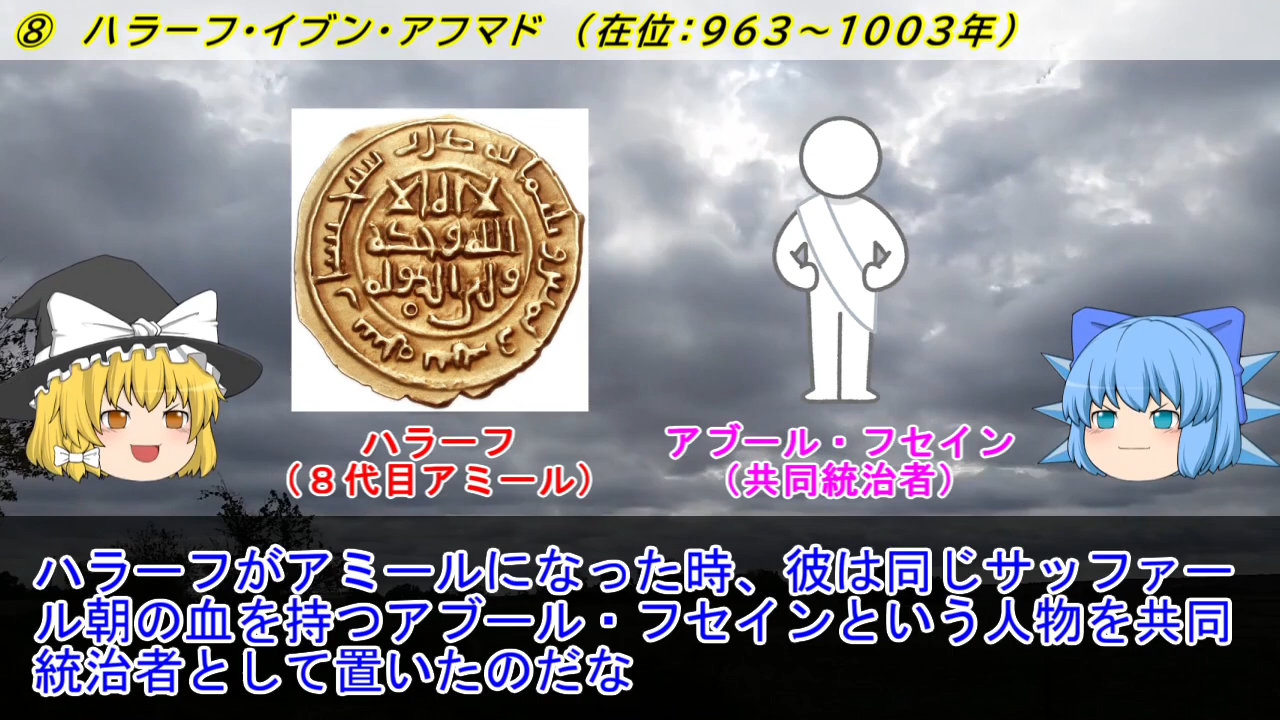 ⑧ ハラーフ・イブン・アフマド （在位：９６３～１００３年）
لا اله الا
الله وحده
ハラーフ
（８代目アミール）
アブール・フセイン
（共同統治者）
ハラーフがアミールになった時、彼は同じサッファー
ル朝の血を持つアブール・フセインという人物を共同
統治者として置いたのだな